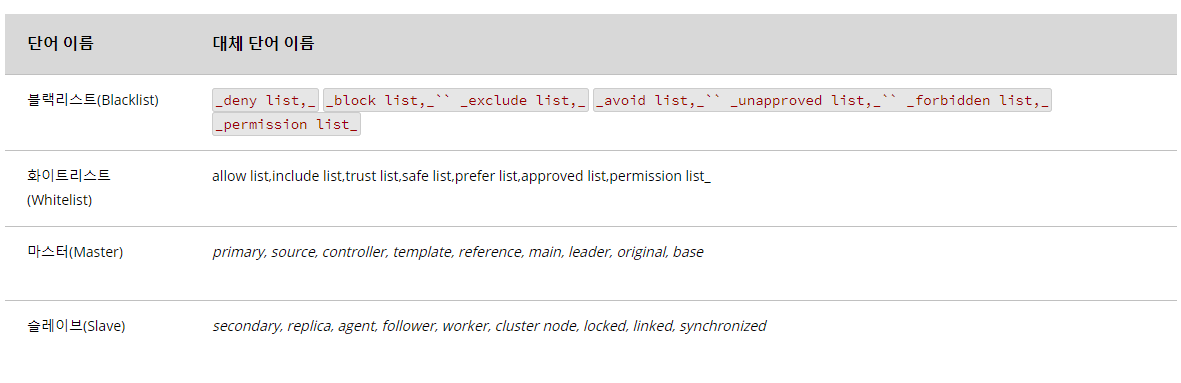 단어 이름 대체 단어 이름
블랙리스트(Blacklist) _deny list,_ _block list,_`` _exclude list,_ _avoid list,_`` _unapproved list,_`` _forbidden list,_
_permission list_
화이트리스트 allow list,include list,trust list,safe list,prefer list,approved list,permission list_
(Whitelist)
마스터(Master) primary, source, controller, template, reference, main, leader, original, base
슬레이브(Slave) secondary, replica, agent, follower, worker, cluster node, locked, linked, synchronized